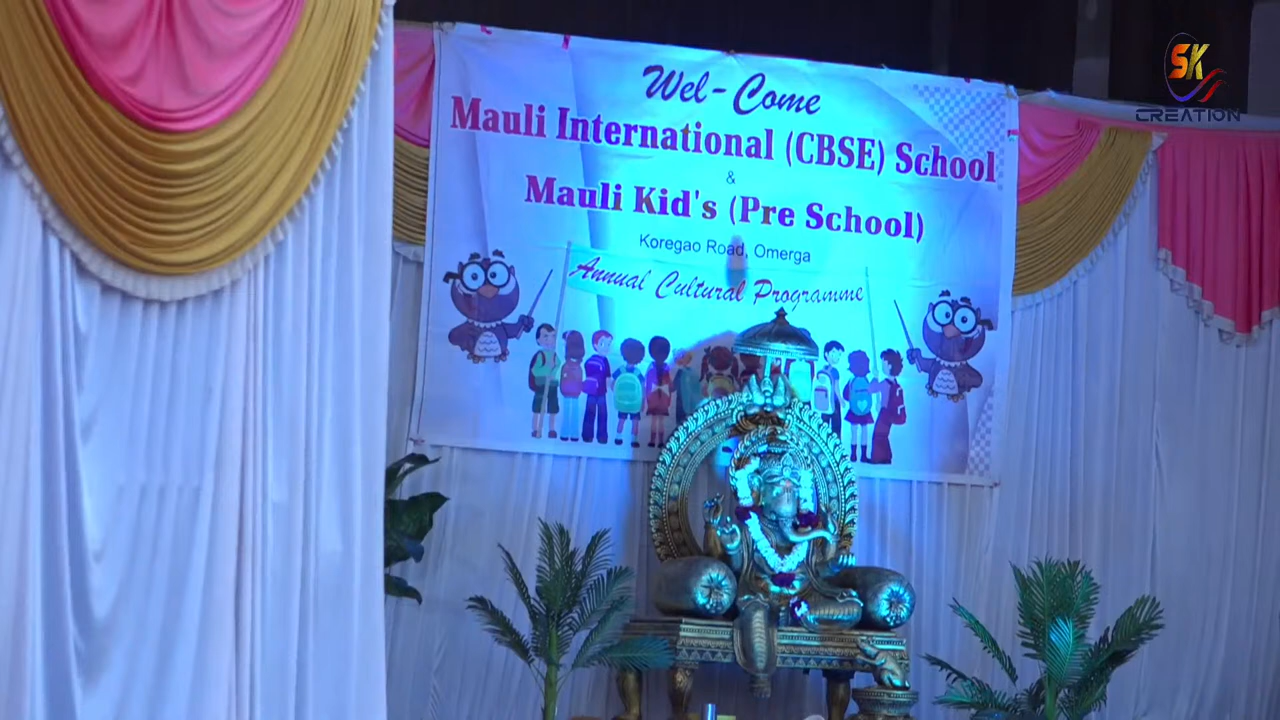 Wel-Come
Mauli International (CBSE) School
&
Mauli Kid's (Pre School)
Koregao Road, Omerga
Annual Cultural Programme
SK
CREATION